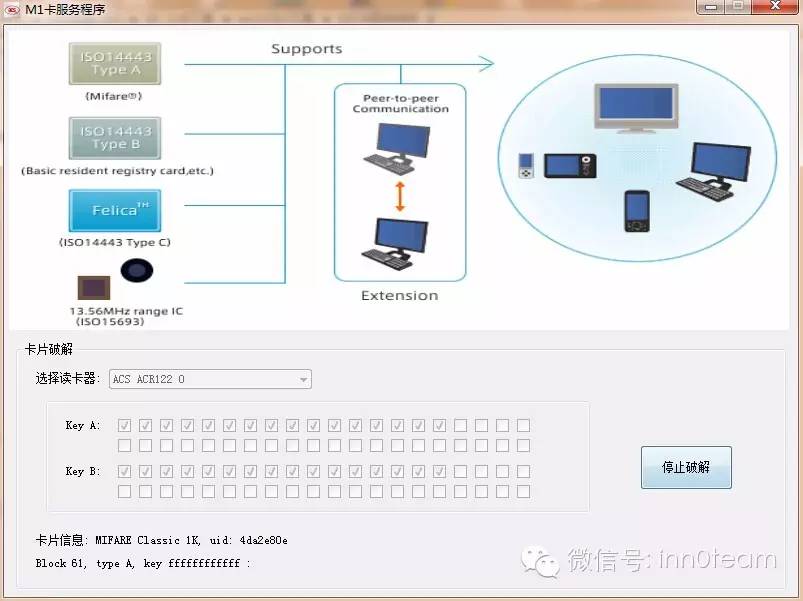 M1卡服务程序
Supports
ISO14443
Type A
(Mifare®)
ISO14443
Type B
(Basic resident registry card,etc.)
Felica™
(ISO14443 Type C)
13.56MHz range IC
(ISO15693)
Peer-to-peer
Communication
Extension
卡片破解
选择读卡器:
ACS ACR122 0
Key A:
Key B:
停止破解
卡片信息: MIFARE Classic 1K, uid: 4da2e80e
Block 61, type A, key ffffffffffff :
微信号: inn0team